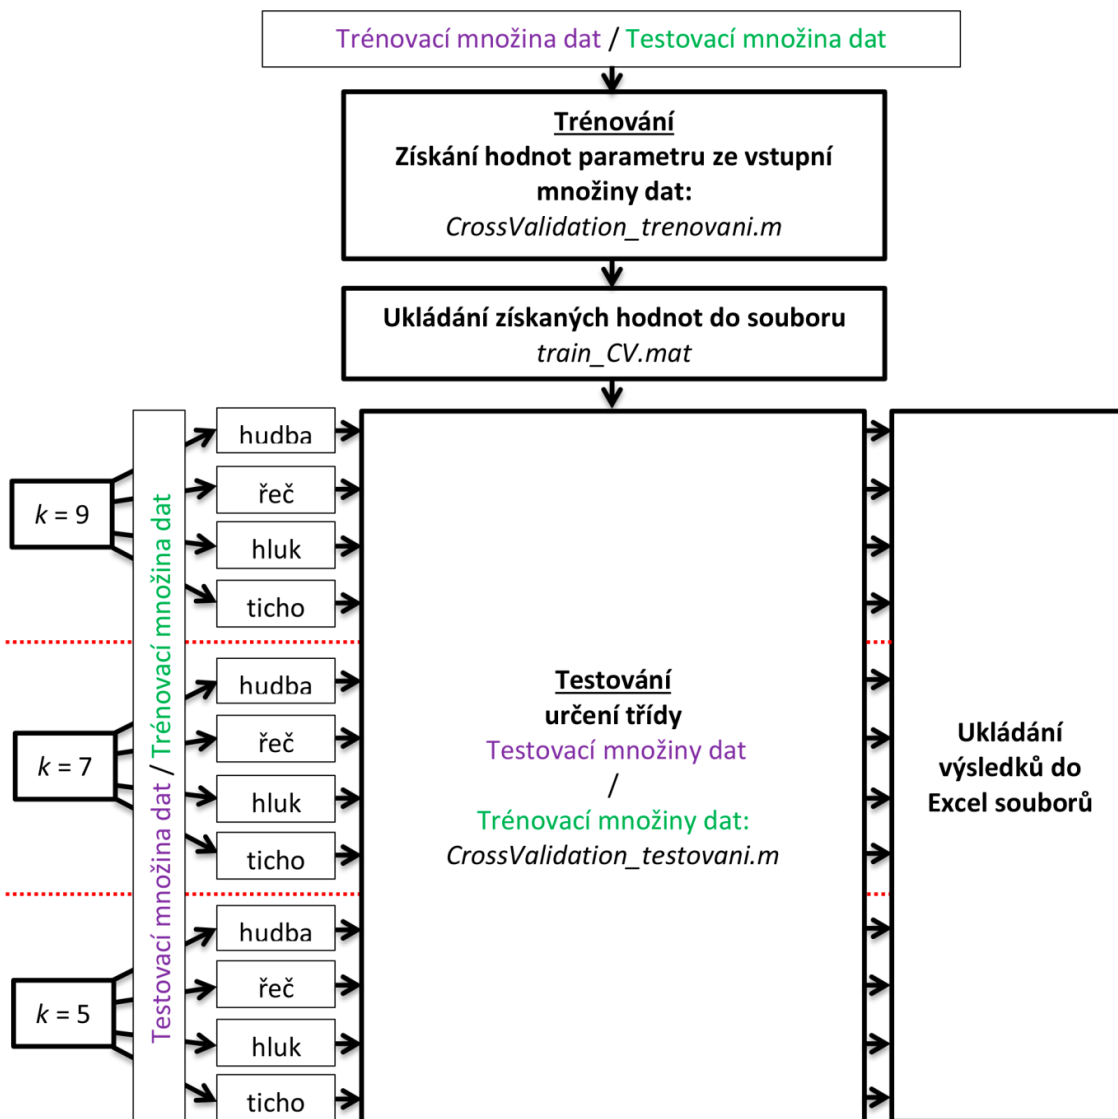 Trénovací množina dat / Testovací množina dat
Trénování
Získání hodnot parametru ze vstupní
množiny dat:
CrossValidation_trenovani.m
Ukládání získaných hodnot do souboru
train_CV.mat
k = 9
k = 7
k = 5
Testovací množina dat / Trénovací množina dat
hudba
řeč
hluk
ticho
hudba
řeč
hluk
ticho
hudba
řeč
hluk
ticho
Testování
určení třídy
Testovací množiny dat
/
Trénovací množiny dat:
CrossValidation_testovani.m
Ukládání
výsledků do
Excel souborů